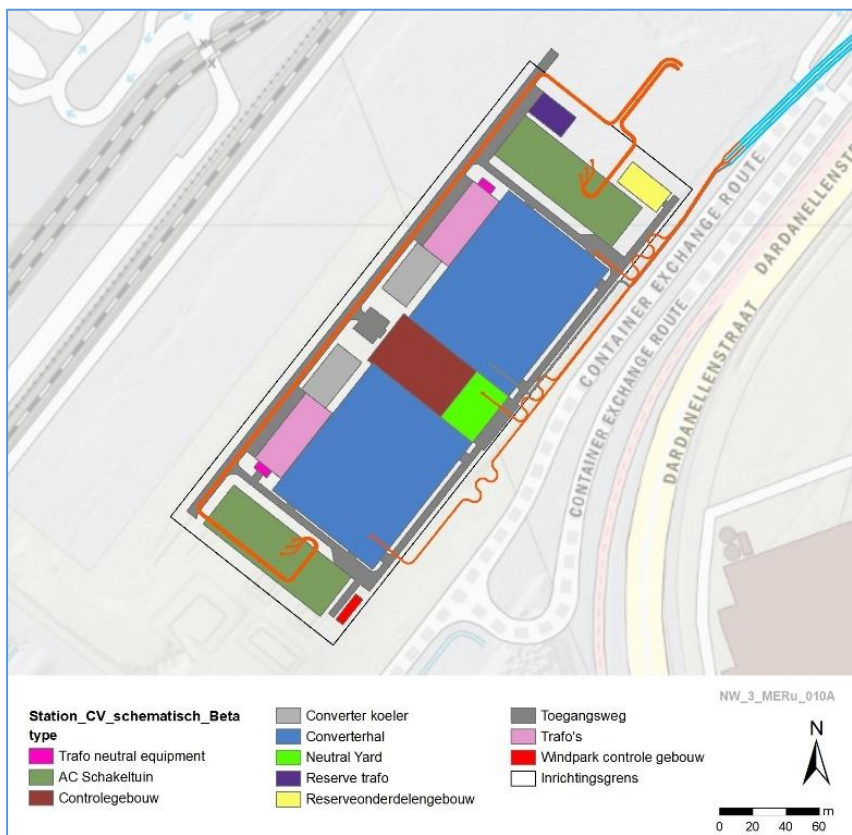 CONTAINER EXCHANGE ROUTE
CONTAINER EXCHANGE ROUTE
DARDANELLENSTRAAT
DARDANELLENSTR
NW_3_MERu_010A
Station_CV_schematisch_Beta
type
Trafo neutral equipment
AC Schakeltuin
Controlegebouw
Converter koeler
Converterhal
Neutral Yard
Reserve trafo
Reserveonderdelengebouw
Toegangsweg
Trafo's
Windpark controle gebouw
Inrichtingsgrens
N
0 20 40 60 m